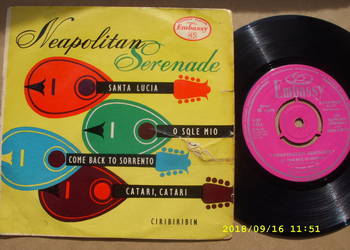 Neapolitan
Serenade
Embassy
45
SANTA LUCIA
O SOLE MIO
COME BACK TO SORRENTO
CATARI, CATARI
CIRIBIRIBIN
Embassy
2018/09/16 11:51